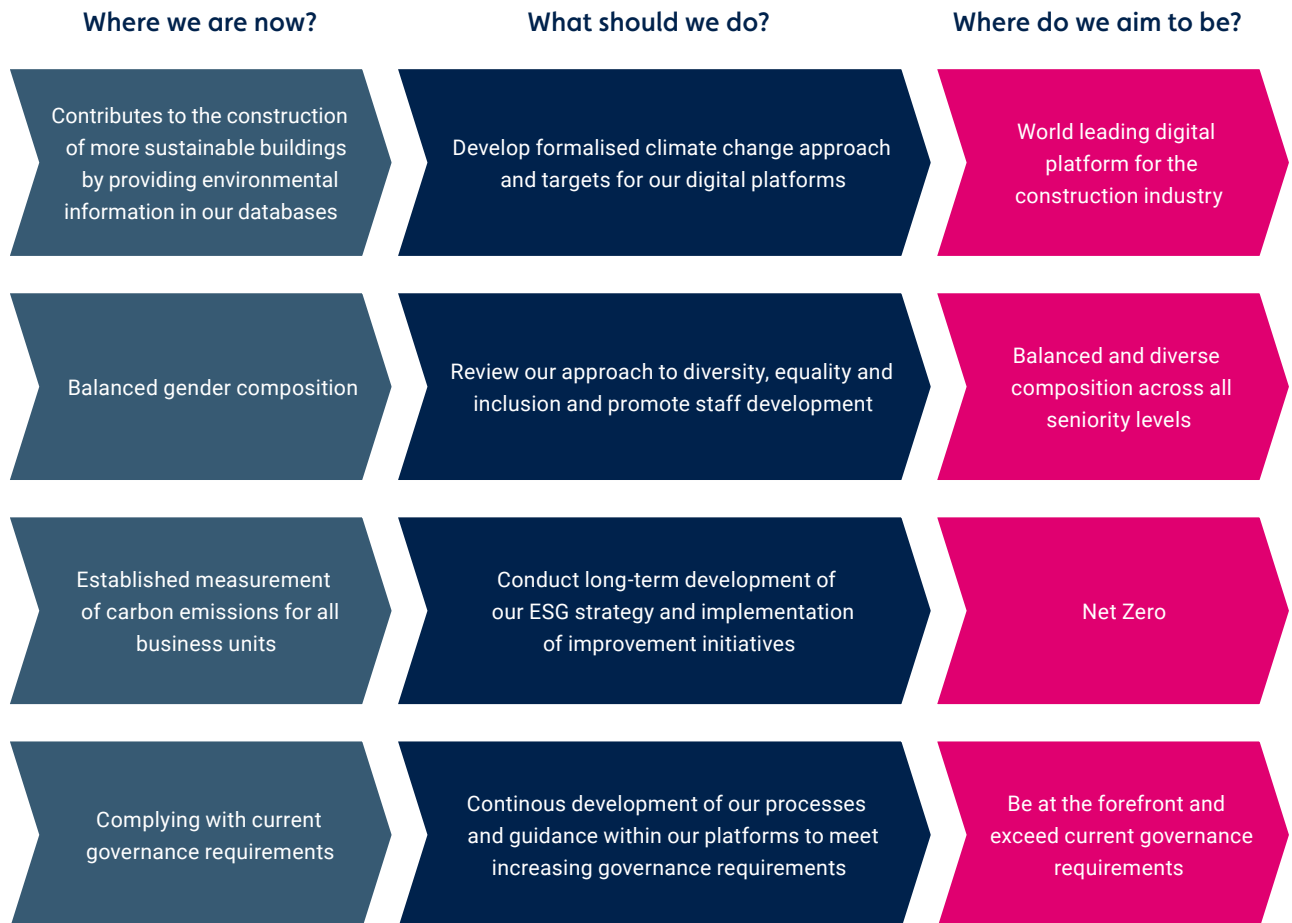 Where we are now?
What should we do?
Where do we aim to be?
Contributes to the construction
of more sustainable buildings
by providing environmental
information in our databases
Develop formalised climate change approach
and targets for our digital platforms
World leading digital
platform for the
construction industry
Balanced gender composition
Review our approach to diversity, equality and
inclusion and promote staff development
Balanced and diverse
composition across all
seniority levels
Established measurement
of carbon emissions for all
business units
Conduct long-term development of
our ESG strategy and implementation
of improvement initiatives
Net Zero
Complying with current
governance requirements
Continous development of our processes
and guidance within our platforms to meet
increasing governance requirements
Be at the forefront and
exceed current governance
requirements